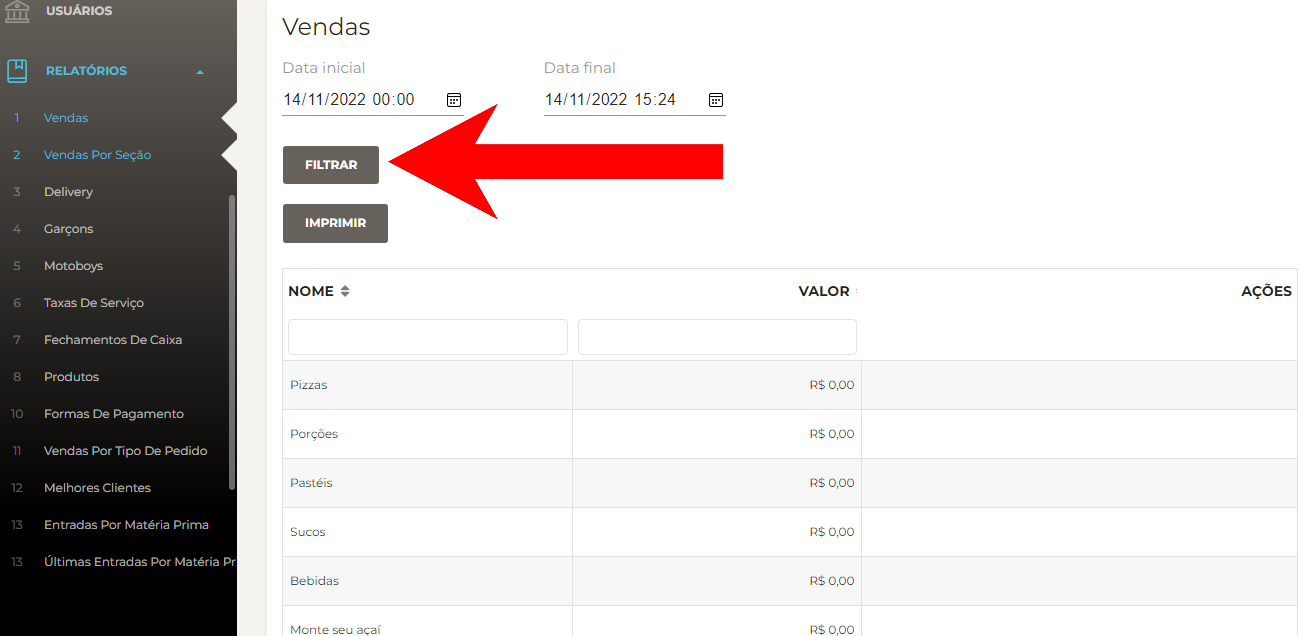 USUÁRIOS
RELATÓRIOS
1 Vendas
2 Vendas Por Seção
3 Delivery
4 Garçons
5 Motoboys
6 Taxas De Serviço
7 Fechamentos De Caixa
8 Produtos
10 Formas De Pagamento
11 Vendas Por Tipo De Pedido
12 Melhores Clientes
13 Entradas Por Matéria Prima
13 Últimas Entradas Por Matéria Pr
Vendas
Data inicial Data final
14/11/2022 00:00 14/11/2022 15:24
FILTRAR
IMPRIMIR
NOME VALOR AÇÕES
Pizzas R$ 0,00
Porções R$ 0,00
Pastéis R$ 0,00
Sucos R$ 0,00
Bebidas R$ 0,00
Monte seu açaí R$ 0,00